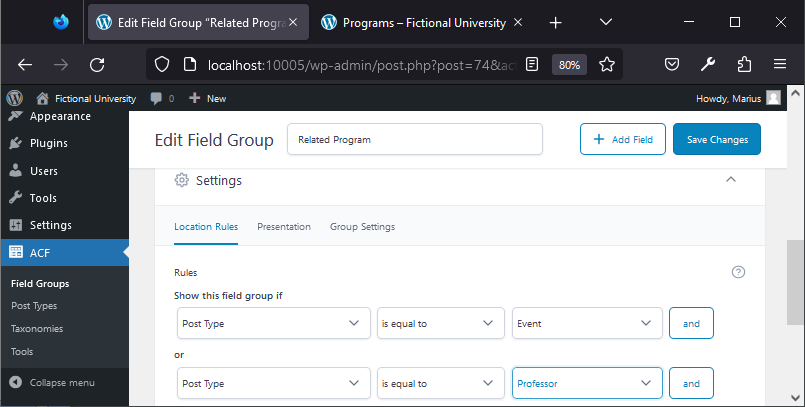 Edit Field Group “Related Progra
Programs – Fictional University
localhost:10005/wp-admin/post.php?post=74&ac
80%
Fictional University
0
New
Howdy, Marius
Appearance
Plugins
Users
Tools
Settings
ACF
Field Groups
Post Types
Taxonomies
Tools
Collapse menu
Edit Field Group
Related Program
Add Field
Save Changes
Settings
Location Rules
Presentation
Group Settings
Rules
Show this field group if
Post Type
is equal to
Event
and
or
Post Type
is equal to
Professor
and